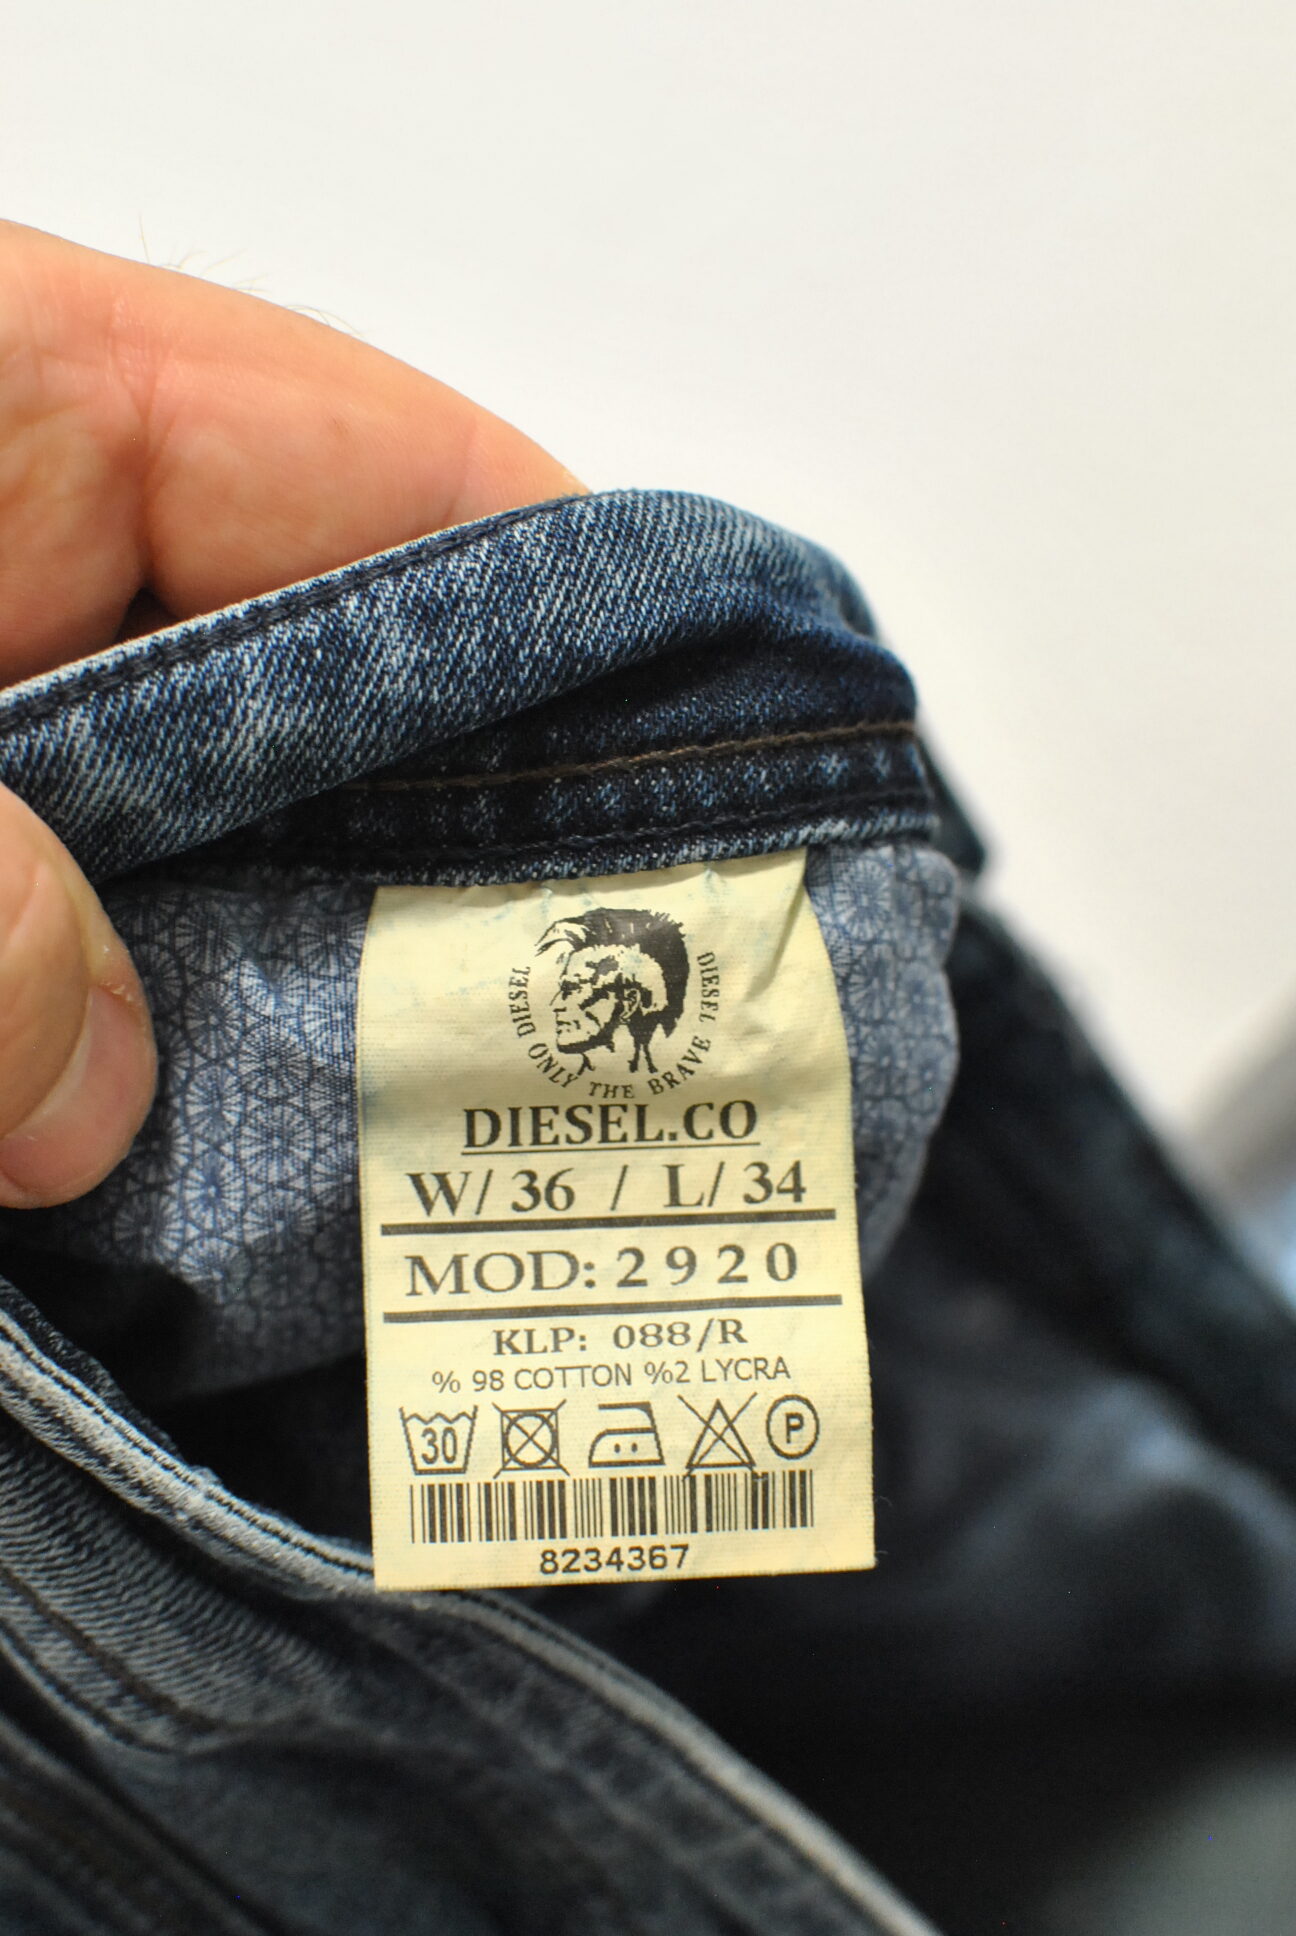 DIESEL ONLY THE BRAVE DIESEL
DIESEL.CO
W/ 36 / L/ 34
MOD: 2920
KLP: 088/R
% 98 COTTON %2 LYCRA
30 P
8234367